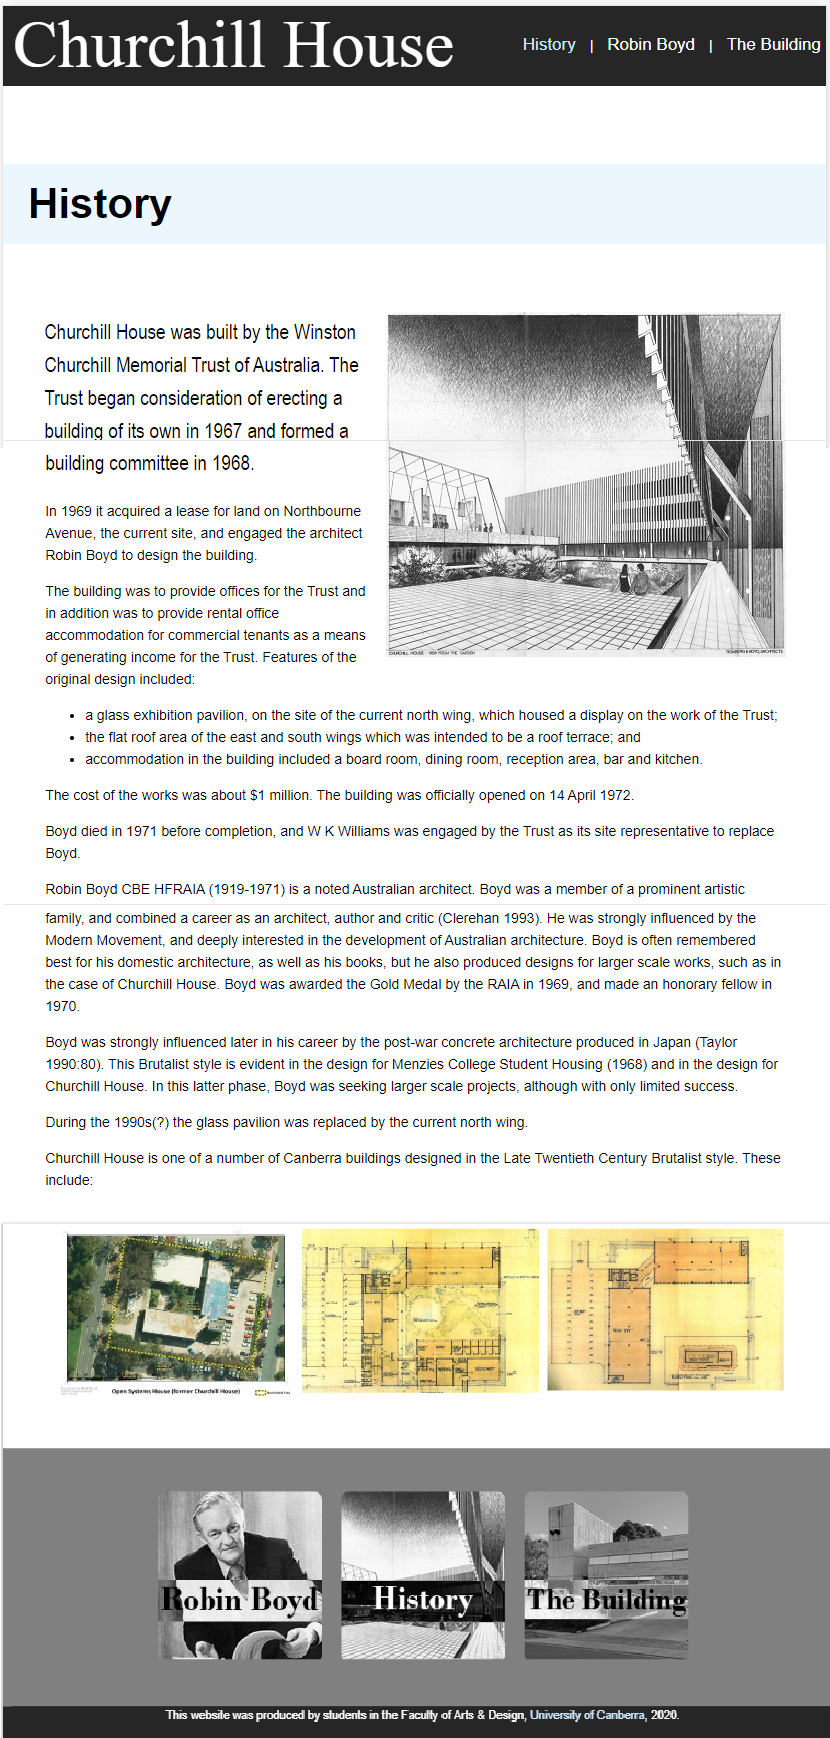 Churchill House
History | Robin Boyd | The Building
History
Churchill House was built by the Winston
Churchill Memorial Trust of Australia. The
Trust began consideration of erecting a
building of its own in 1967 and formed a
building committee in 1968.
In 1969 it acquired a lease for land on Northbourne
Avenue, the current site, and engaged the architect
Robin Boyd to design the building.
The building was to provide offices for the Trust and
in addition was to provide rental office
accommodation for commercial tenants as a means
of generating income for the Trust. Features of the
original design included:
CHURCHILL HOUSE · VIEW FROM THE GARDEN
ROMBERG & BOYD, ARCHITECTS
• a glass exhibition pavilion, on the site of the current north wing, which housed a display on the work of the Trust;
• the flat roof area of the east and south wings which was intended to be a roof terrace; and
• accommodation in the building included a board room, dining room, reception area, bar and kitchen.
The cost of the works was about $1 million. The building was officially opened on 14 April 1972.
Boyd died in 1971 before completion, and W K Williams was engaged by the Trust as its site representative to replace
Boyd.
Robin Boyd CBE HFRAIA (1919-1971) is a noted Australian architect. Boyd was a member of a prominent artistic
family, and combined a career as an architect, author and critic (Clerehan 1993). He was strongly influenced by the
Modern Movement, and deeply interested in the development of Australian architecture. Boyd is often remembered
best for his domestic architecture, as well as his books, but he also produced designs for larger scale works, such as in
the case of Churchill House. Boyd was awarded the Gold Medal by the RAIA in 1969, and made an honorary fellow in
1970.
Boyd was strongly influenced later in his career by the post-war concrete architecture produced in Japan (Taylor
1990:80). This Brutalist style is evident in the design for Menzies College Student Housing (1968) and in the design for
Churchill House. In this latter phase, Boyd was seeking larger scale projects, although with only limited success.
During the 1990s(?) the glass pavilion was replaced by the current north wing.
Churchill House is one of a number of Canberra buildings designed in the Late Twentieth Century Brutalist style. These
include:
Open Systems House (former Churchill House)
Robin Boyd
History
The Building
This website was produced by students in the Faculty of Arts & Design, University of Canberra, 2020.